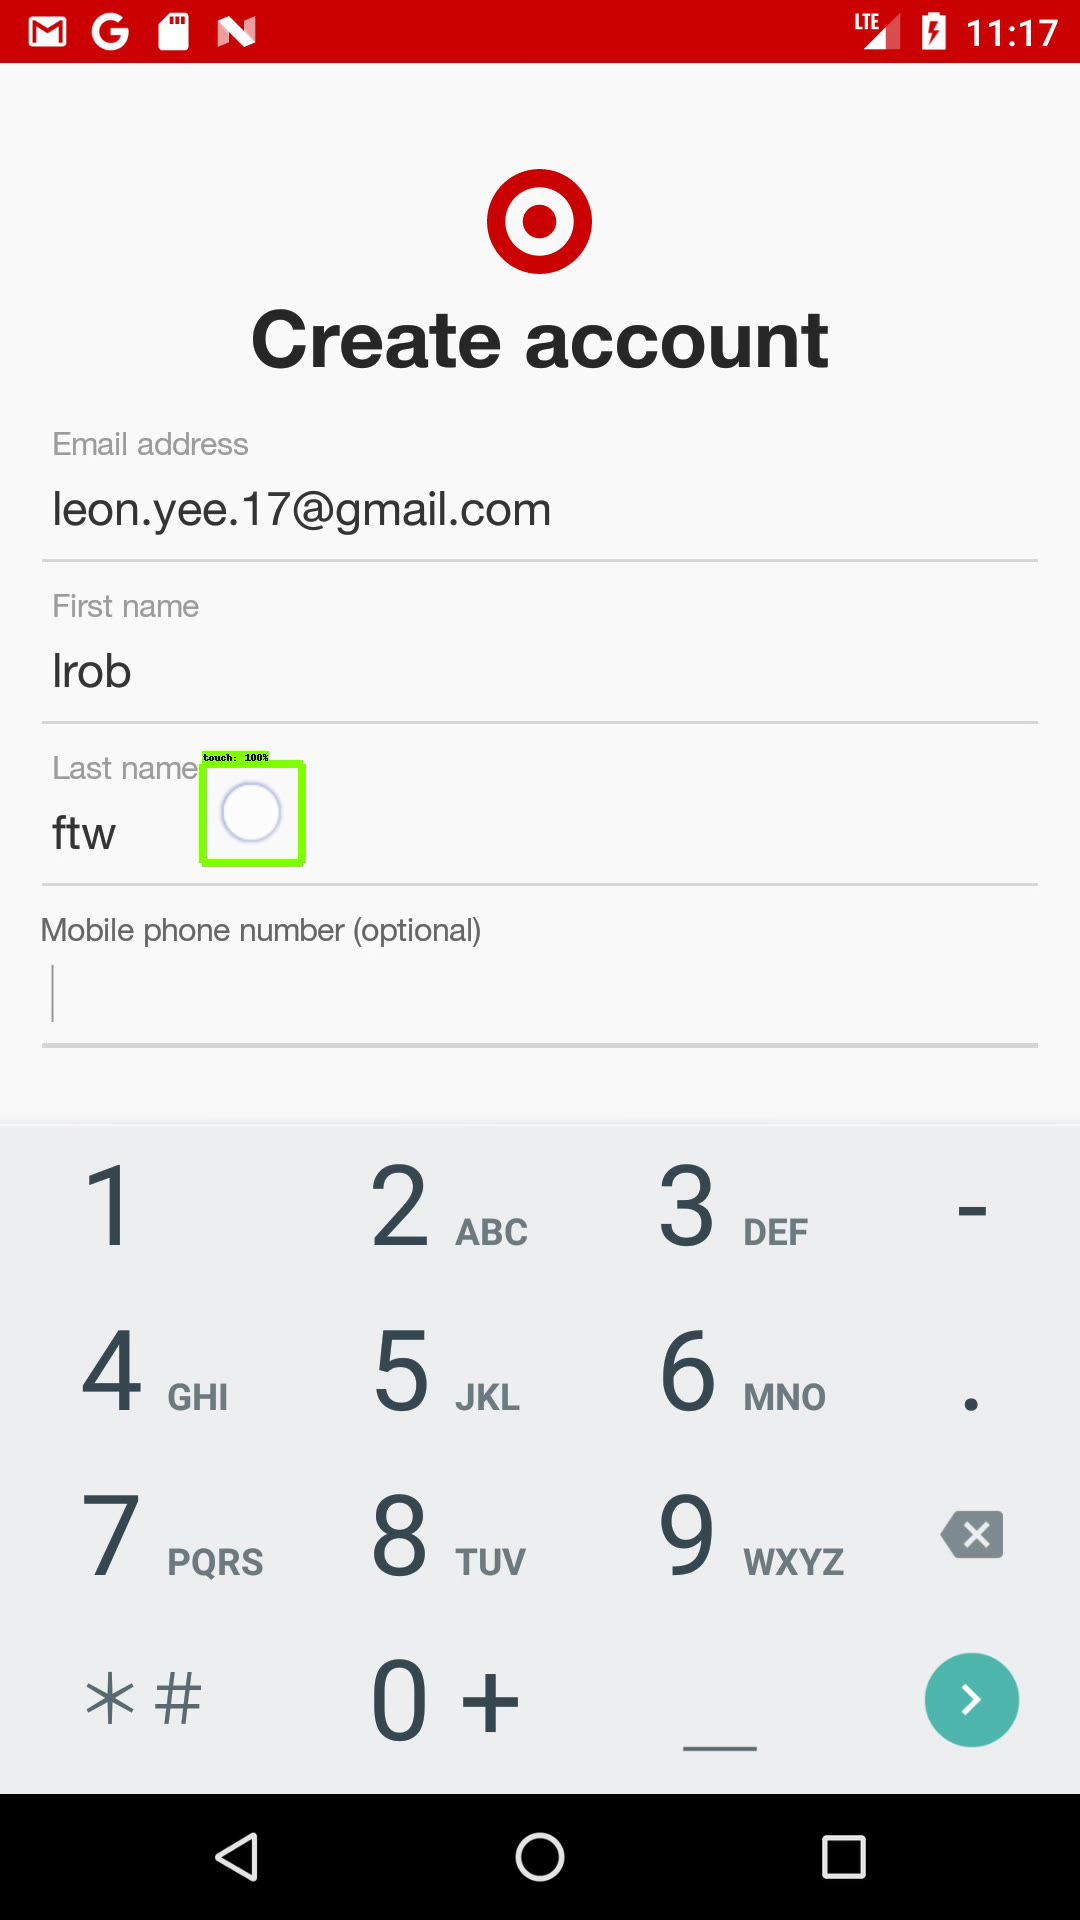 LTE 11:17
Create account
Email address
leon.yee.17@gmail.com
First name
lrob
Last name
touch: 100%
ftw
Mobile phone number (optional)
1 2 ABC 3 DEF -
4 GHI 5 JKL 6 MNO .
7 PQRS 8 TUV 9 WXYZ
*# 0 + _